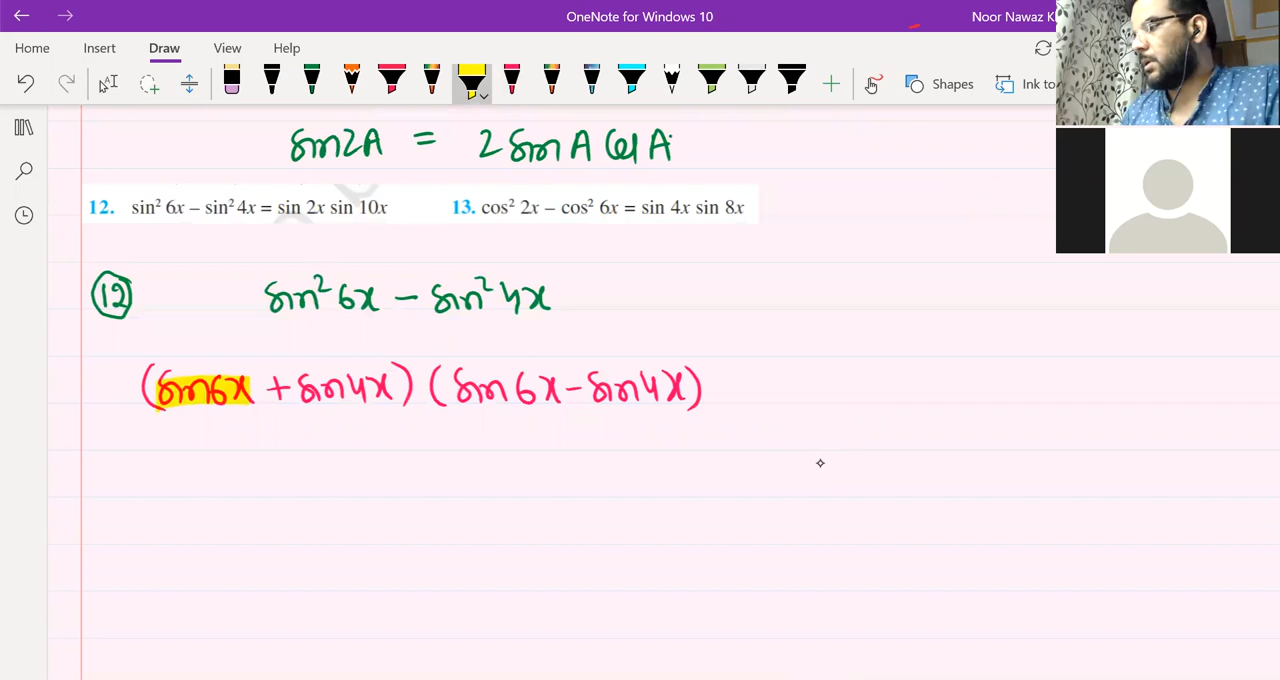 OneNote for Windows 10
Noor Nawaz K
Home Insert Draw View Help
Shapes Ink to
sin2A = 2 sin A cos A
12. sin² 6x – sin² 4x = sin 2x sin 10x 13. cos² 2x – cos² 6x = sin 4x sin 8x
12 sin² 6x – sin² 4x
(sin6x + sin4x) (sin6x – sin4x)